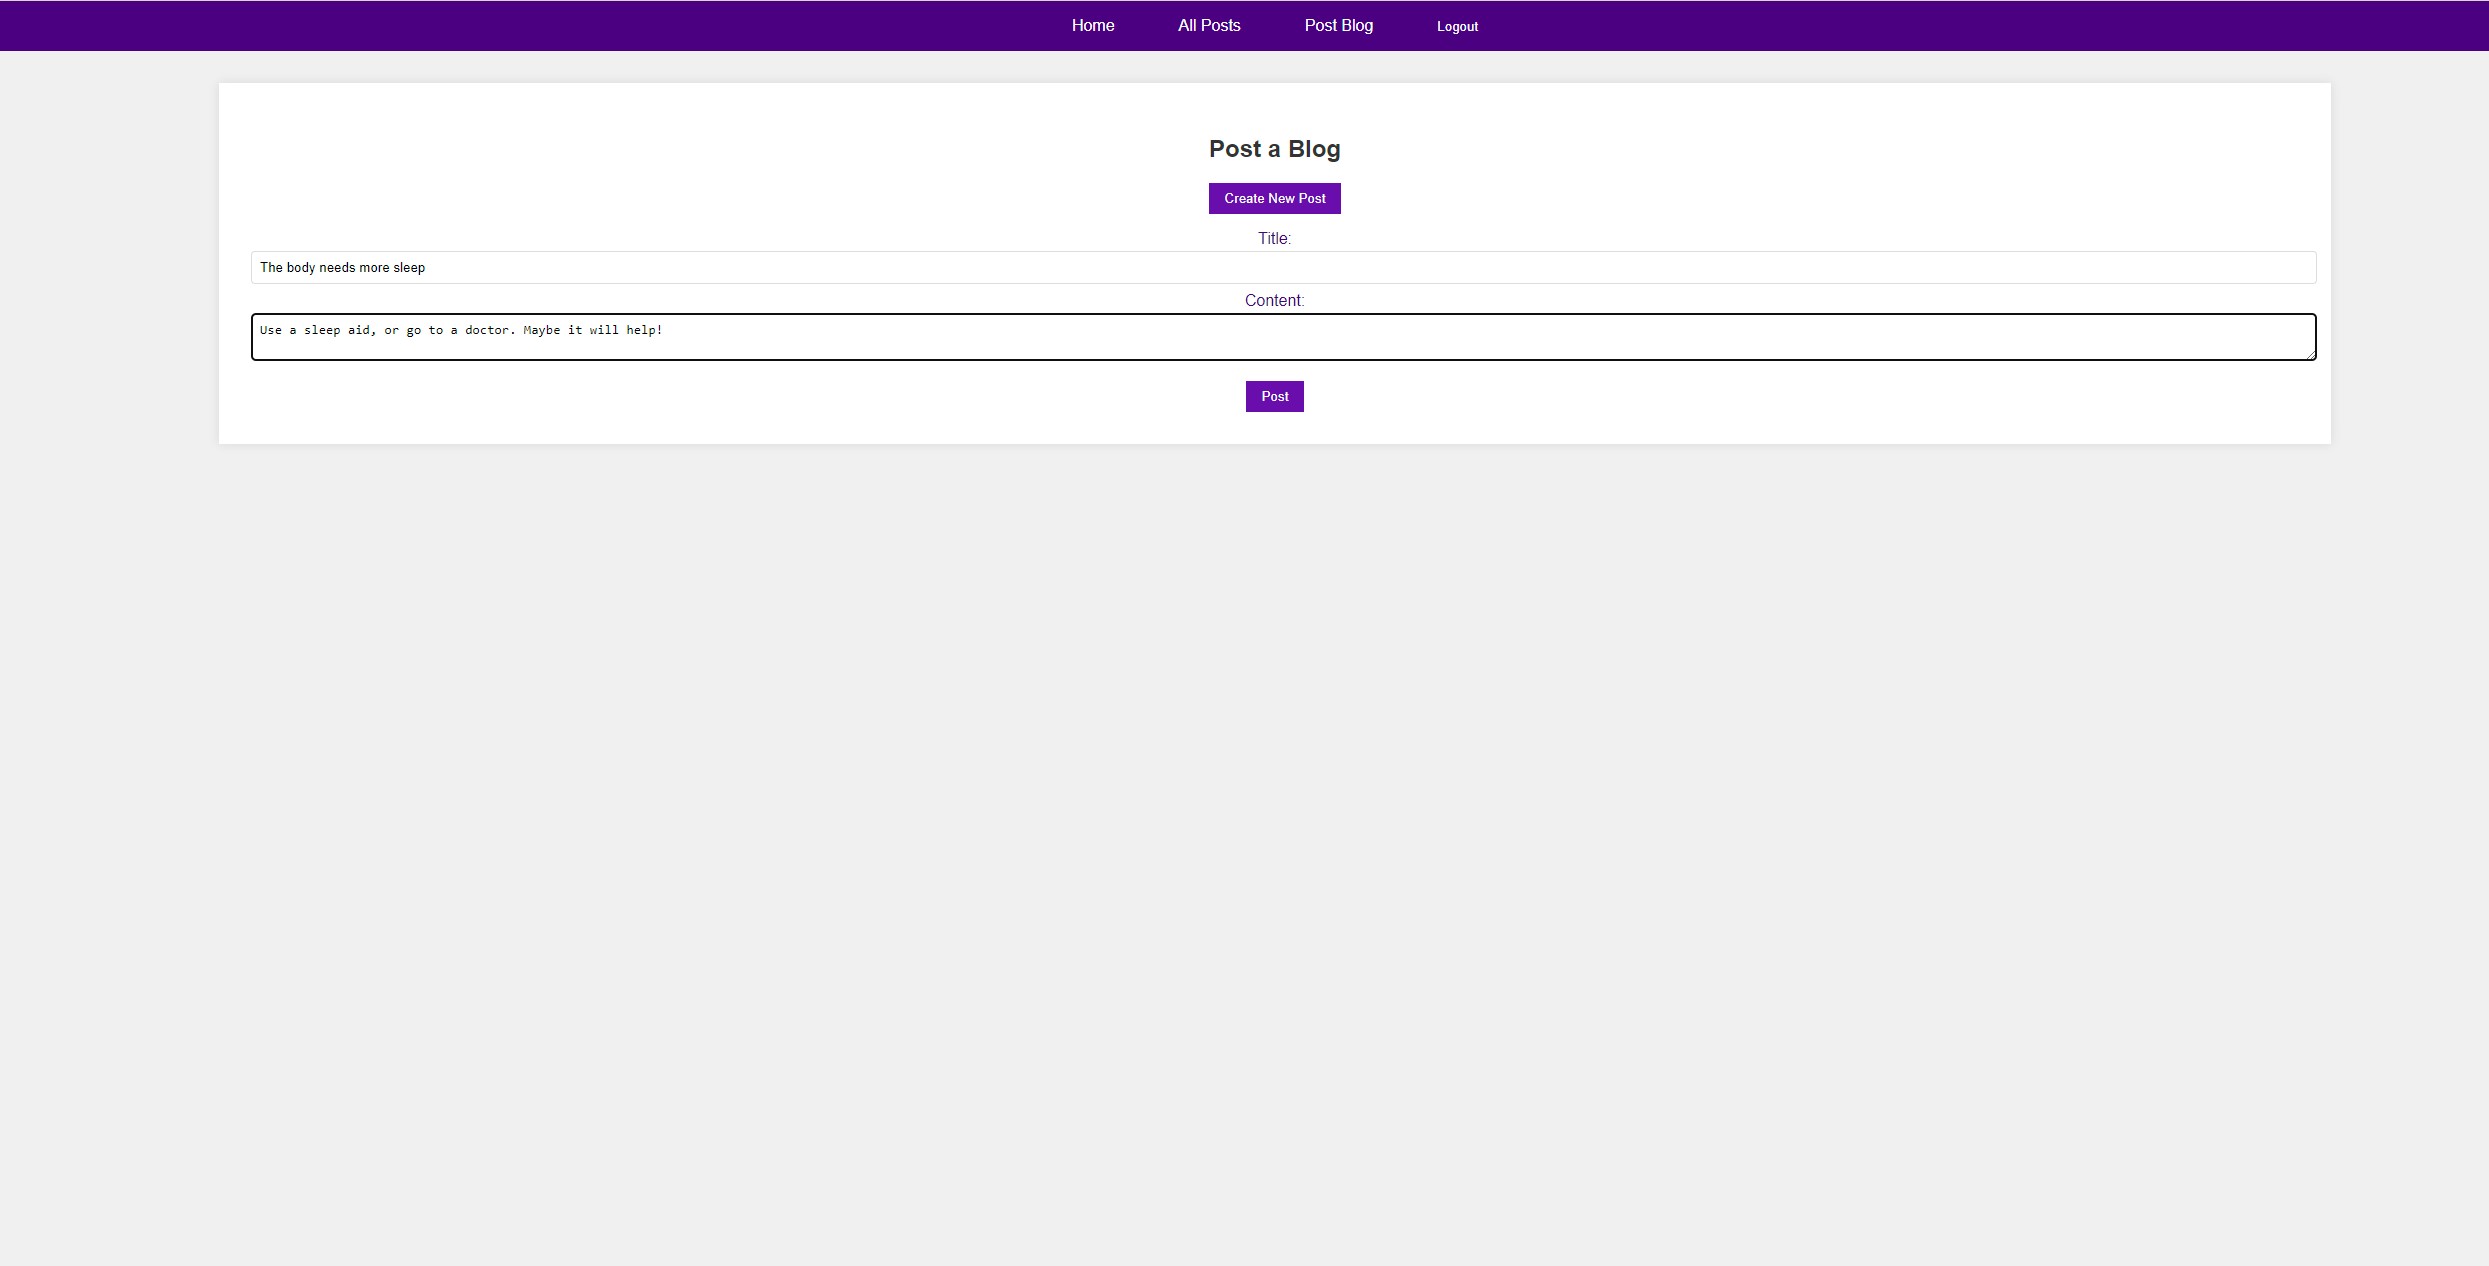 Home All Posts Post Blog Logout
Post a Blog
Create New Post
Title:
The body needs more sleep
Content:
Use a sleep aid, or go to a doctor. Maybe it will help!
Post